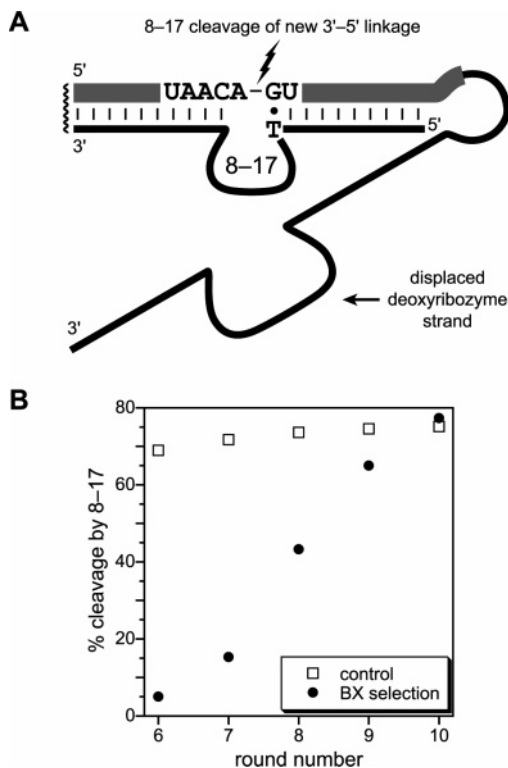 A
8–17 cleavage of new 3'–5' linkage
5'
UAACA–GU
T
3'
5'
8–17
displaced
deoxyribozyme
strand
3'
B
80
60
40
20
0
% cleavage by 8–17
control
BX selection
6 7 8 9 10
round number